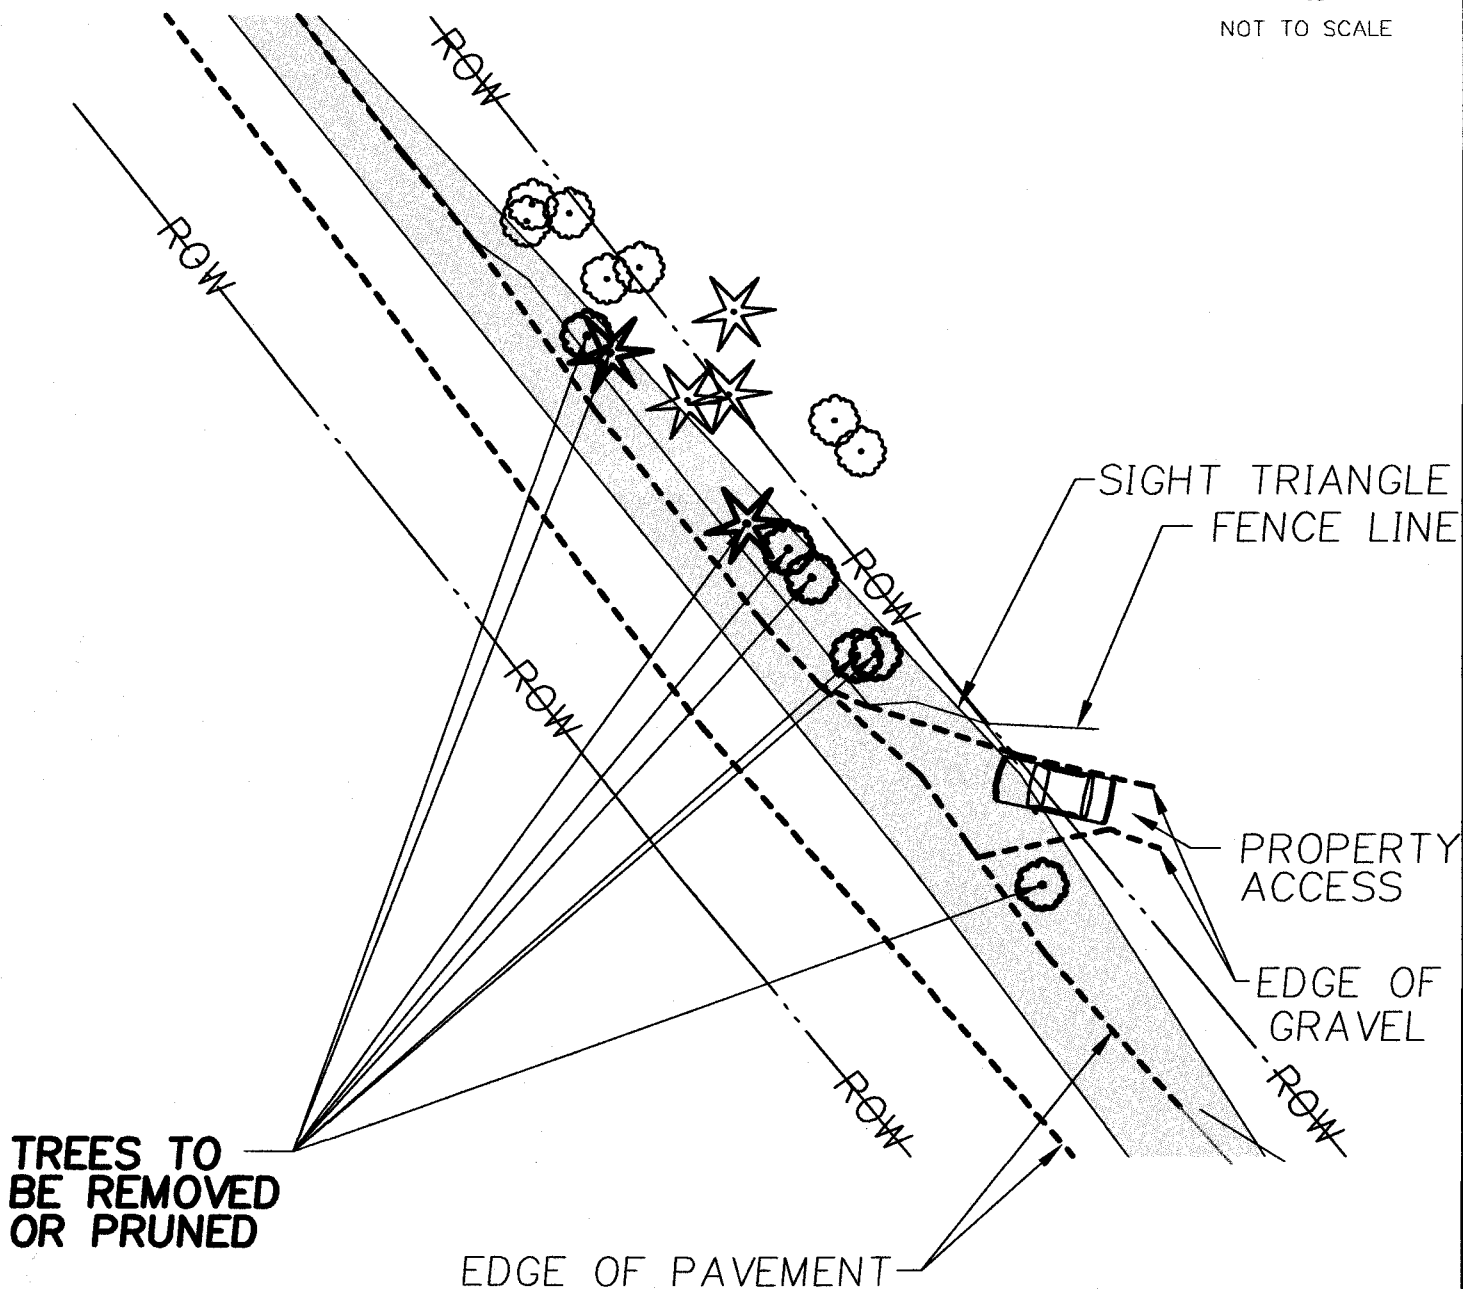 NOT TO SCALE
ROW
ROW
SIGHT TRIANGLE
FENCE LINE
ROW
ROW
PROPERTY
ACCESS
EDGE OF
GRAVEL
ROW
ROW
TREES TO
BE REMOVED
OR PRUNED
EDGE OF PAVEMENT